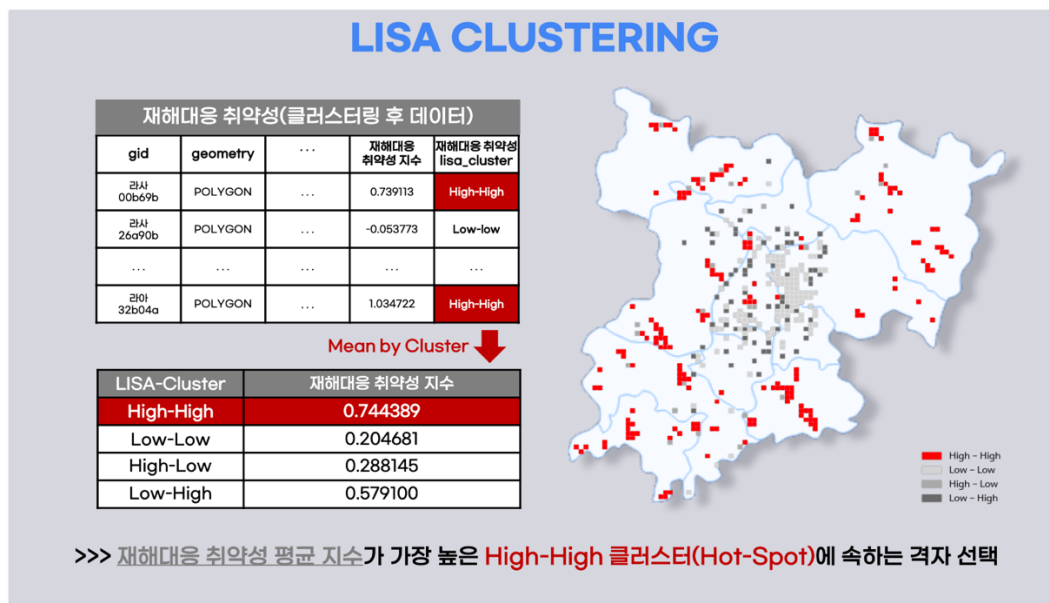 LISA CLUSTERING
재해대응 취약성(클러스터링 후 데이터)
gid geometry ... 재해대응 취약성 지수 재해대응 취약성 lisa_cluster
라사 00b69b POLYGON ... 0.739113 High-High
라사 26a90b POLYGON ... -0.053773 Low-low
... ... ... ... ...
라아 32b04a POLYGON ... 1.034722 High-High
Mean by Cluster
LISA-Cluster 재해대응 취약성 지수
High-High 0.744389
Low-Low 0.204681
High-Low 0.288145
Low-High 0.579100
High - High
Low - Low
High - Low
Low - High
>>> 재해대응 취약성 평균 지수가 가장 높은 High-High 클러스터(Hot-Spot)에 속하는 격자 선택